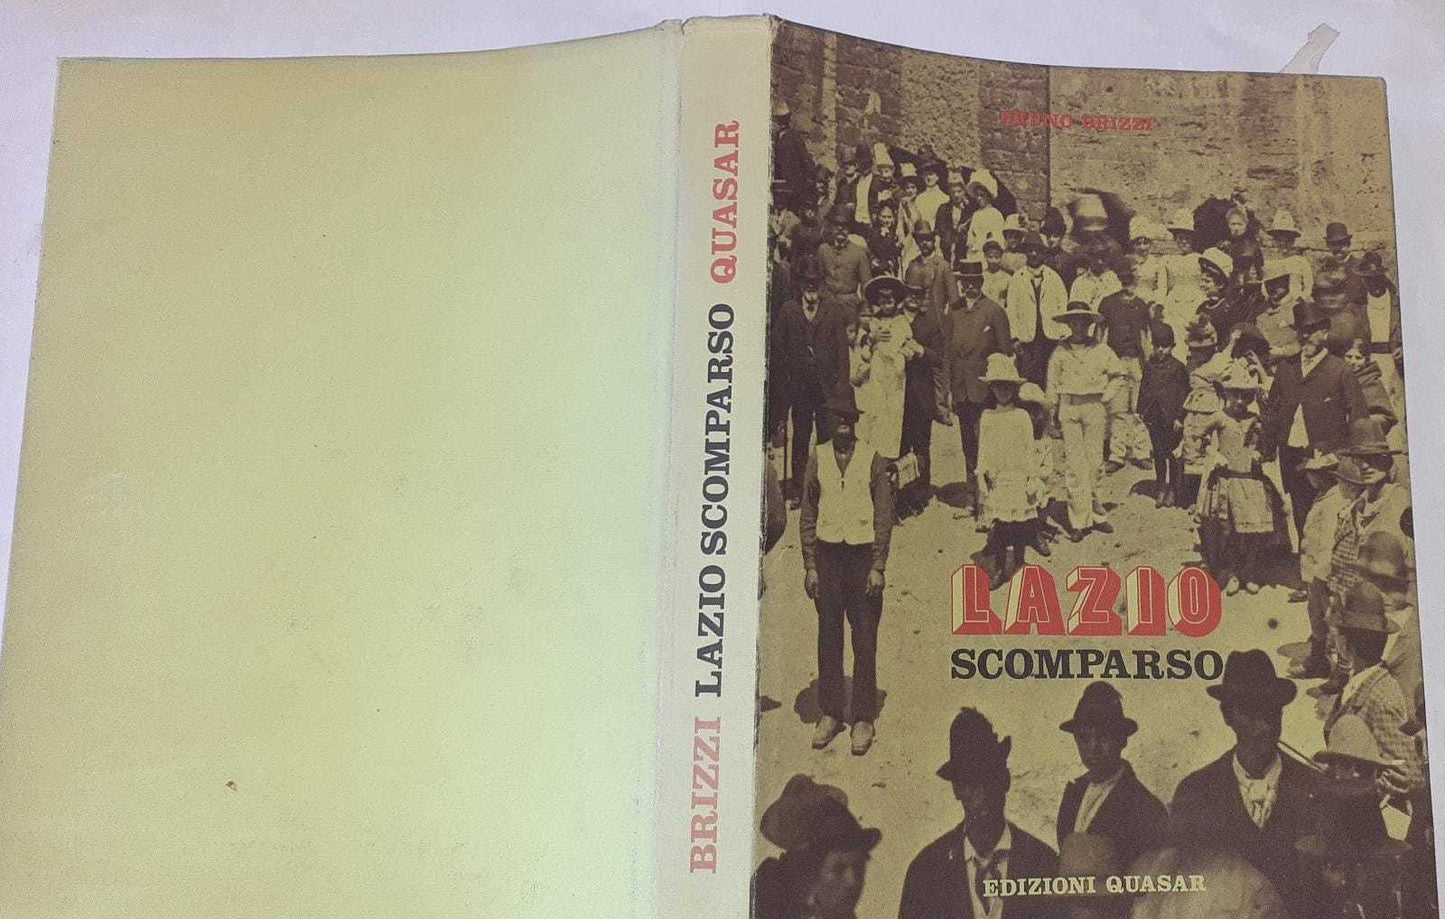 BRIZZI LAZIO SCOMPARSO QUASAR
BRUNO BRIZZI
LAZIO
SCOMPARSO
EDIZIONI QUASAR